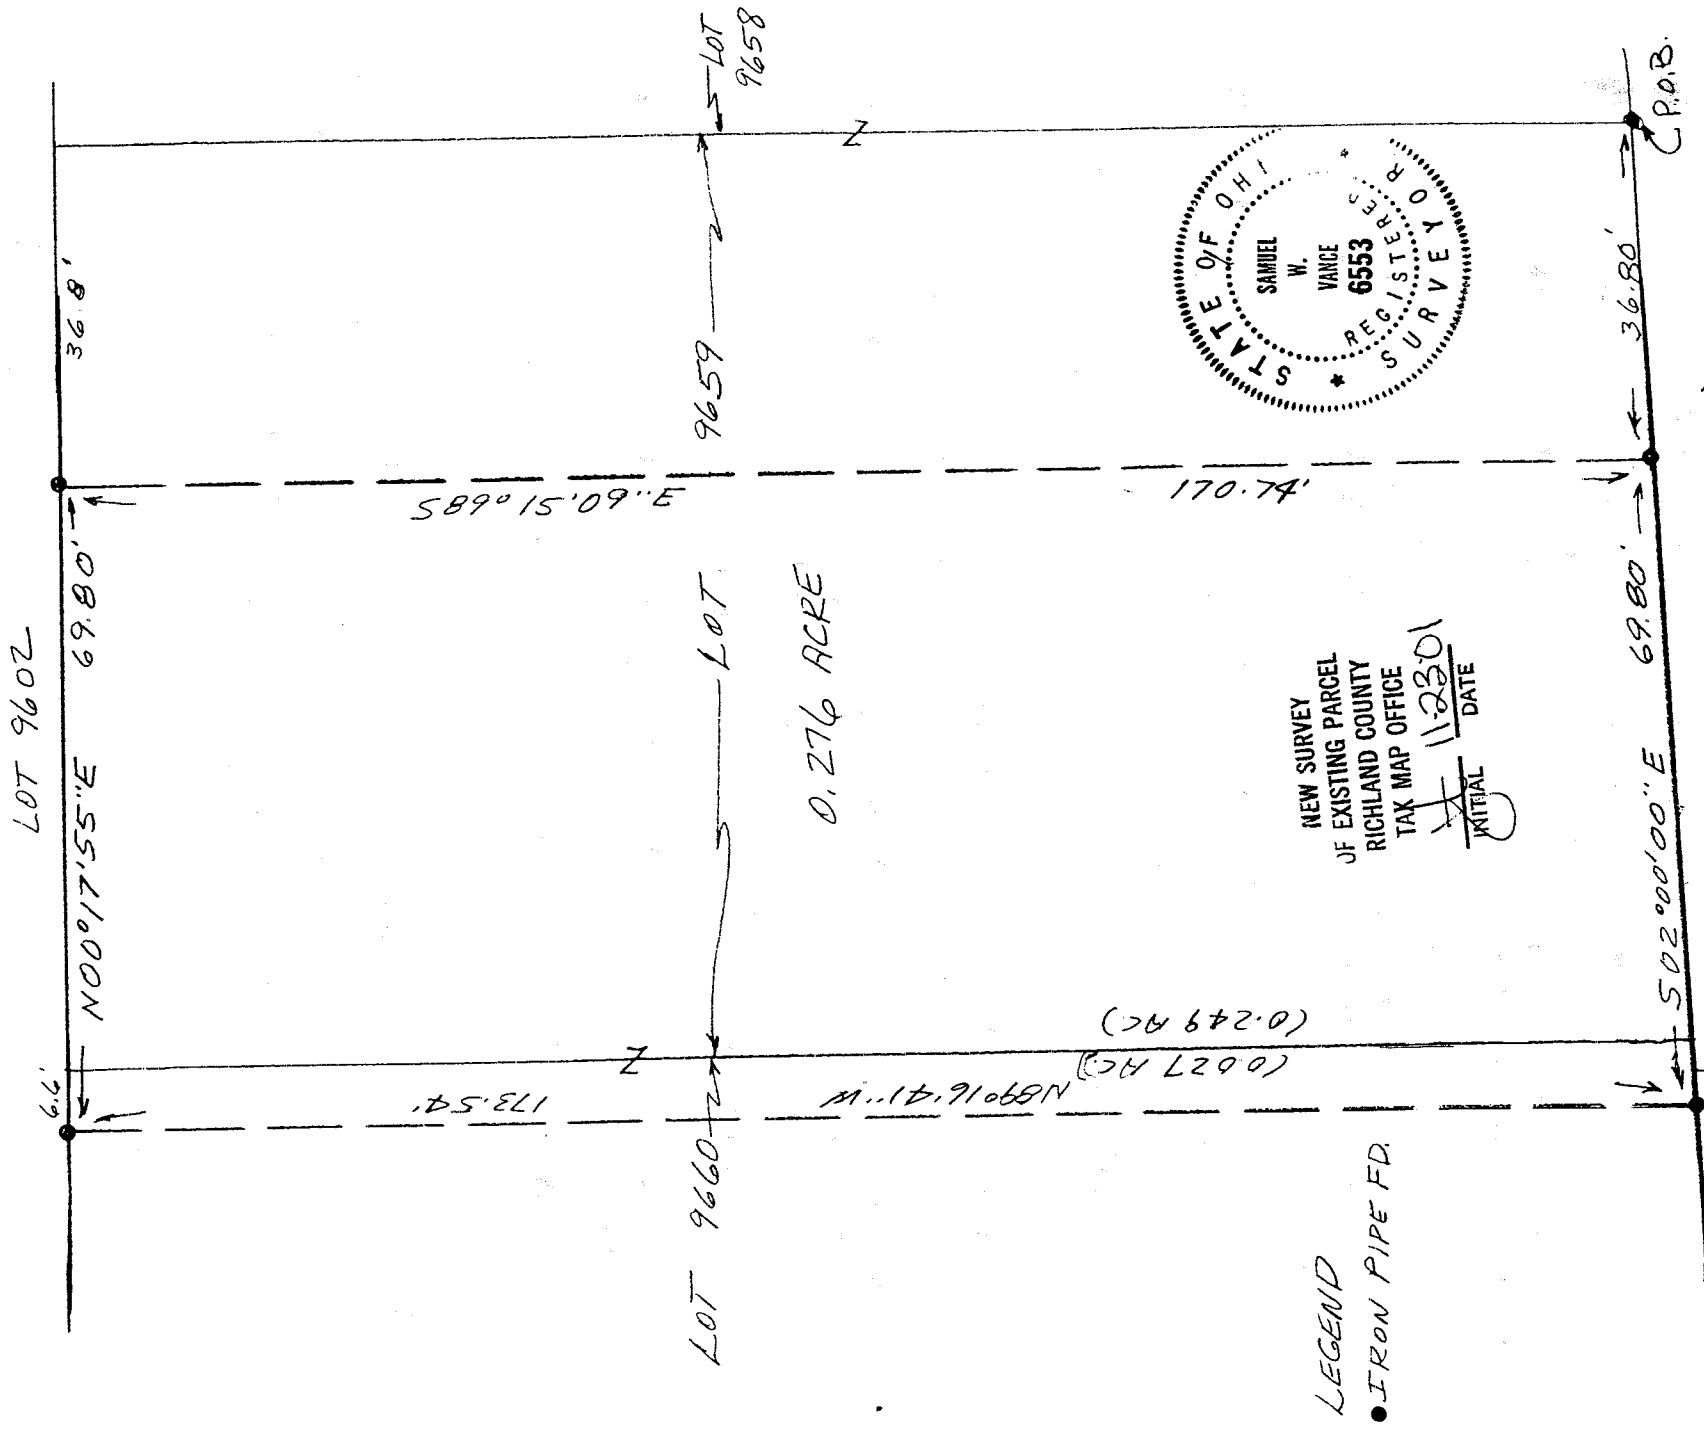 LOT 9602
6.6'
N00°17'55"E 69.80'
36.8'
LOT
9658
S89°15'09"E
170.74'
LOT 9659
0.276 ACRE
LOT 9660
173.54'
N89°16'41"W
(0.249 AC)
(0.027 AC)
STATE OF OHI
SAMUEL
W.
VANCE
6553
REGISTERED
SURVEYOR
NEW SURVEY
OF EXISTING PARCEL
RICHLAND COUNTY
TAX MAP OFFICE
11-23-01
INITIAL DATE
S02°00'00"E 69.80'
36.80'
P.O.B.
LEGEND
IRON PIPE FD.